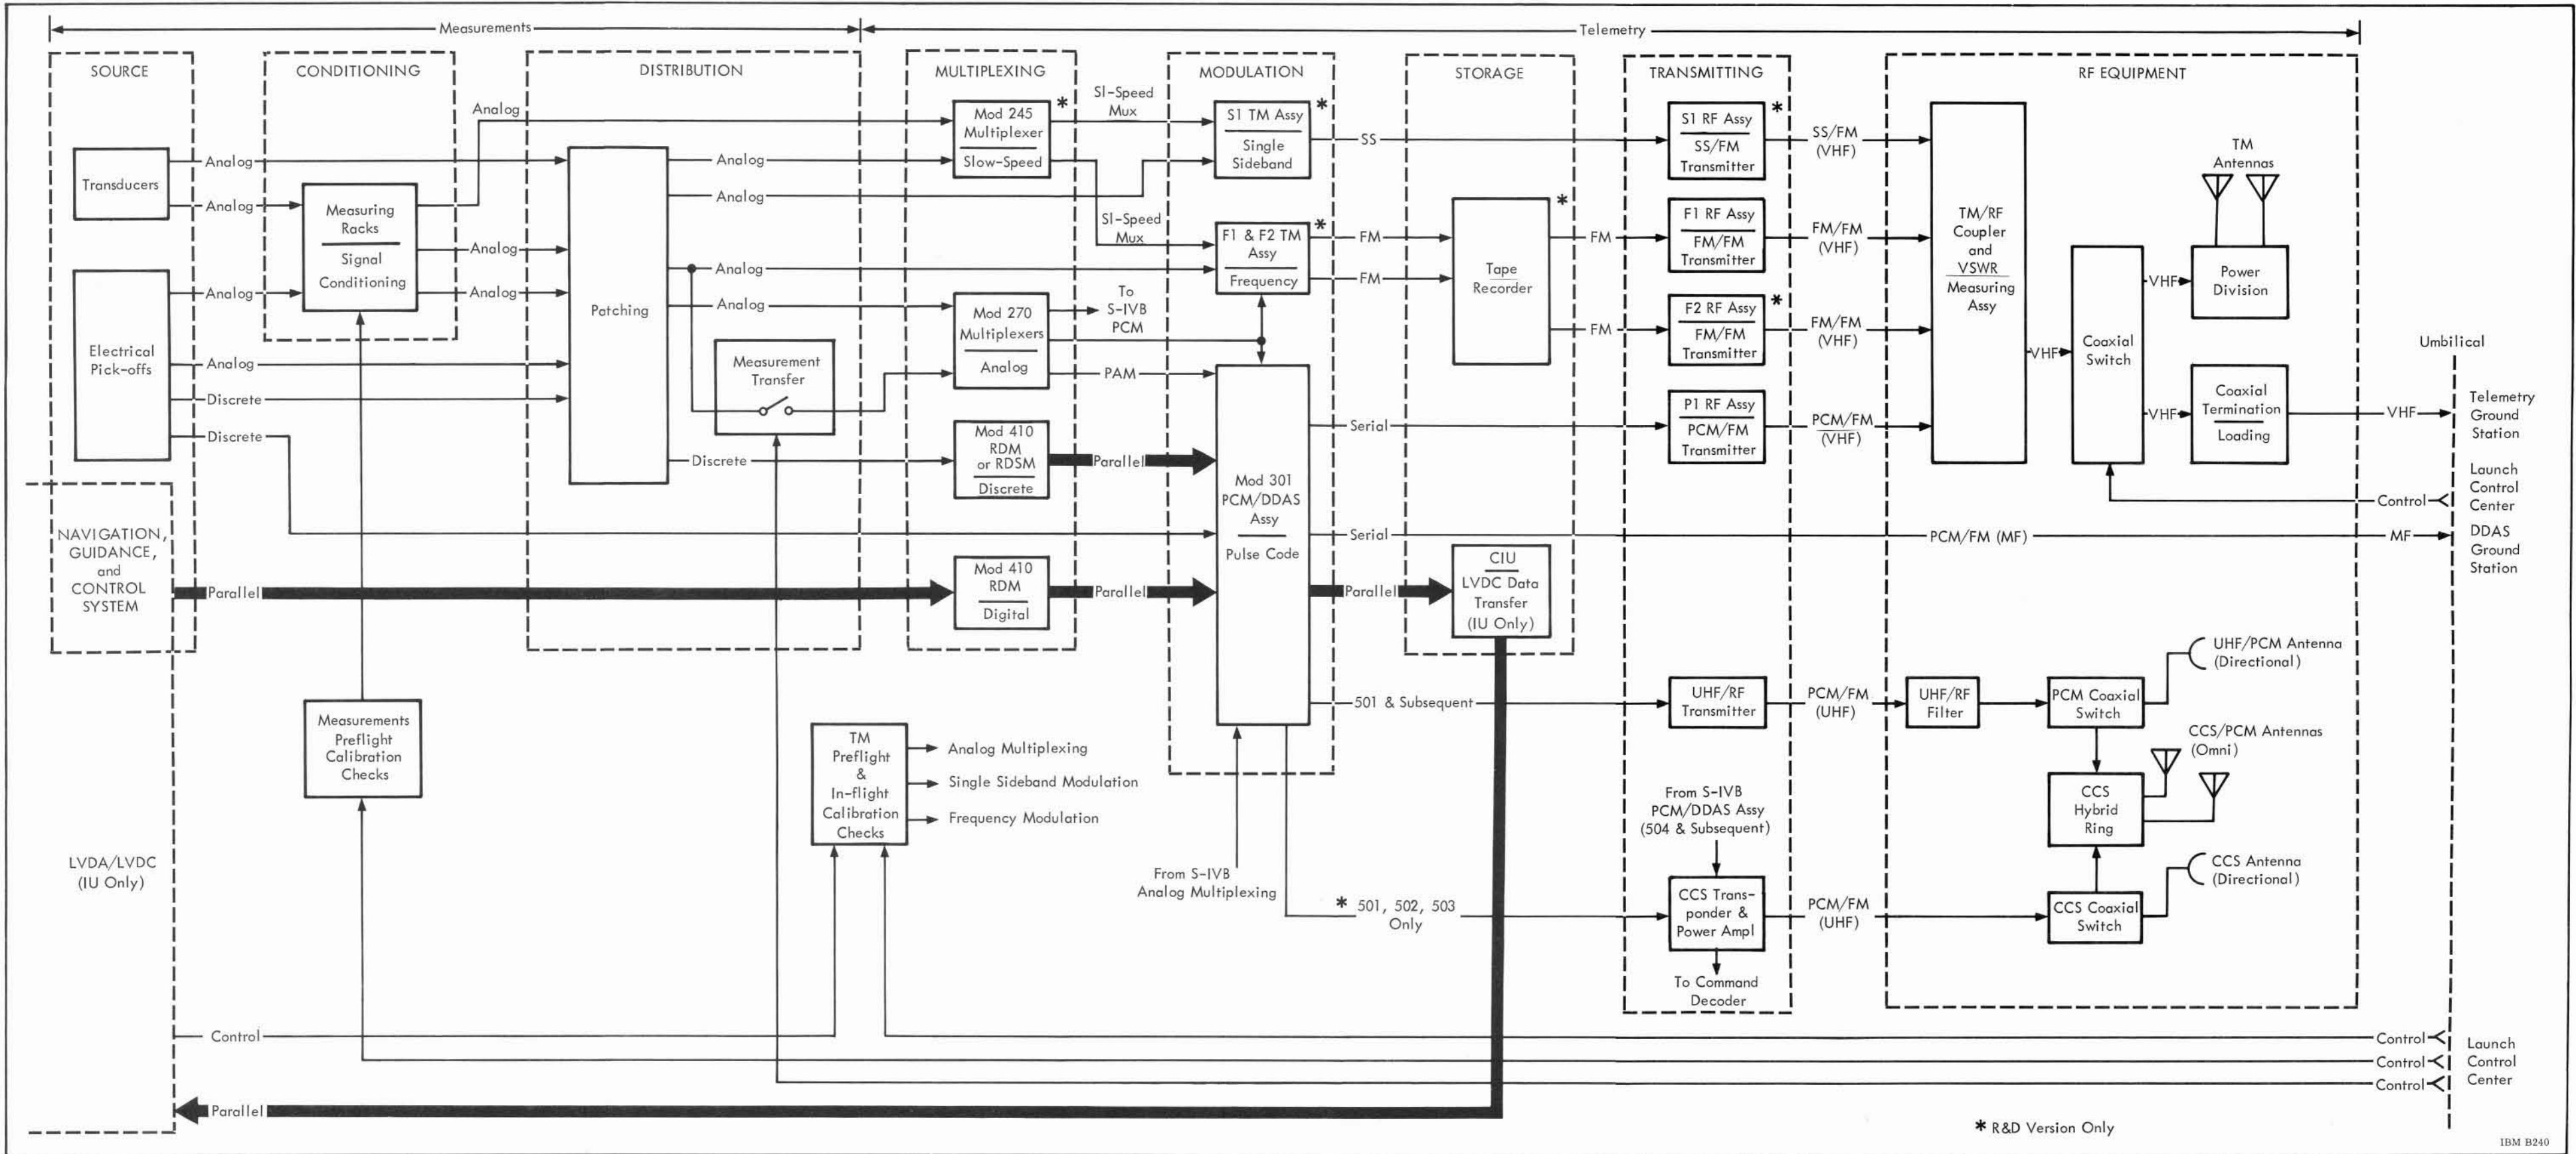 Measurements
Telemetry
SOURCE
Transducers
Electrical
Pick-offs
NAVIGATION,
GUIDANCE,
and
CONTROL
SYSTEM
LVDA/LVDC
(IU Only)
Analog
Analog
Analog
Analog
Discrete
Discrete
Parallel
Control
Parallel
CONDITIONING
Measuring
Racks
Signal
Conditioning
Analog
Analog
Analog
Measurements
Preflight
Calibration
Checks
DISTRIBUTION
Patching
Measurement
Transfer
Analog
Analog
Analog
Analog
Discrete
TM
Preflight
&
In-flight
Calibration
Checks
Analog Multiplexing
Single Sideband Modulation
Frequency Modulation
MULTIPLEXING
Mod 245 *
Multiplexer
Slow-Speed
Mod 270
Multiplexers
Analog
Mod 410
RDM
or RDSM
Discrete
Mod 410
RDM
Digital
Sl-Speed
Mux
Sl-Speed
Mux
To
S-IVB
PCM
PAM
Parallel
Parallel
MODULATION
S1 TM Assy *
Single
Sideband
F1 & F2 TM *
Assy
Frequency
Mod 301
PCM/DDAS
Assy
Pulse Code
From S-IVB
Analog Multiplexing
SS
FM
FM
Serial
Serial
Parallel
501 & Subsequent
* 501, 502, 503
Only
STORAGE
*
Tape
Recorder
CIU
LVDC Data
Transfer
(IU Only)
FM
FM
TRANSMITTING
S1 RF Assy *
SS/FM
Transmitter
F1 RF Assy
FM/FM
Transmitter
F2 RF Assy *
FM/FM
Transmitter
P1 RF Assy
PCM/FM
Transmitter
UHF/RF
Transmitter
From S-IVB
PCM/DDAS Assy
(504 & Subsequent)
CCS Trans-
ponder &
Power Ampl
To Command
Decoder
SS/FM
(VHF)
FM/FM
(VHF)
FM/FM
(VHF)
PCM/FM
(VHF)
PCM/FM
(UHF)
PCM/FM
(UHF)
RF EQUIPMENT
TM/RF
Coupler
and
VSWR
Measuring
Assy
VHF
Coaxial
Switch
VHF
VHF
TM
Antennas
Power
Division
Coaxial
Termination
Loading
PCM/FM (MF)
UHF/RF
Filter
PCM Coaxial
Switch
UHF/PCM Antenna
(Directional)
CCS/PCM Antennas
(Omni)
CCS
Hybrid
Ring
CCS Antenna
(Directional)
CCS Coaxial
Switch
Umbilical
VHF
Telemetry
Ground
Station
Control
Launch
Control
Center
MF
DDAS
Ground
Station
Control
Control
Control
Launch
Control
Center
* R&D Version Only
IBM B240